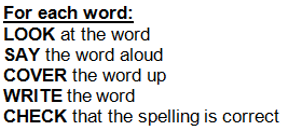 For each word:
LOOK at the word
SAY the word aloud
COVER the word up
WRITE the word
CHECK that the spelling is correct